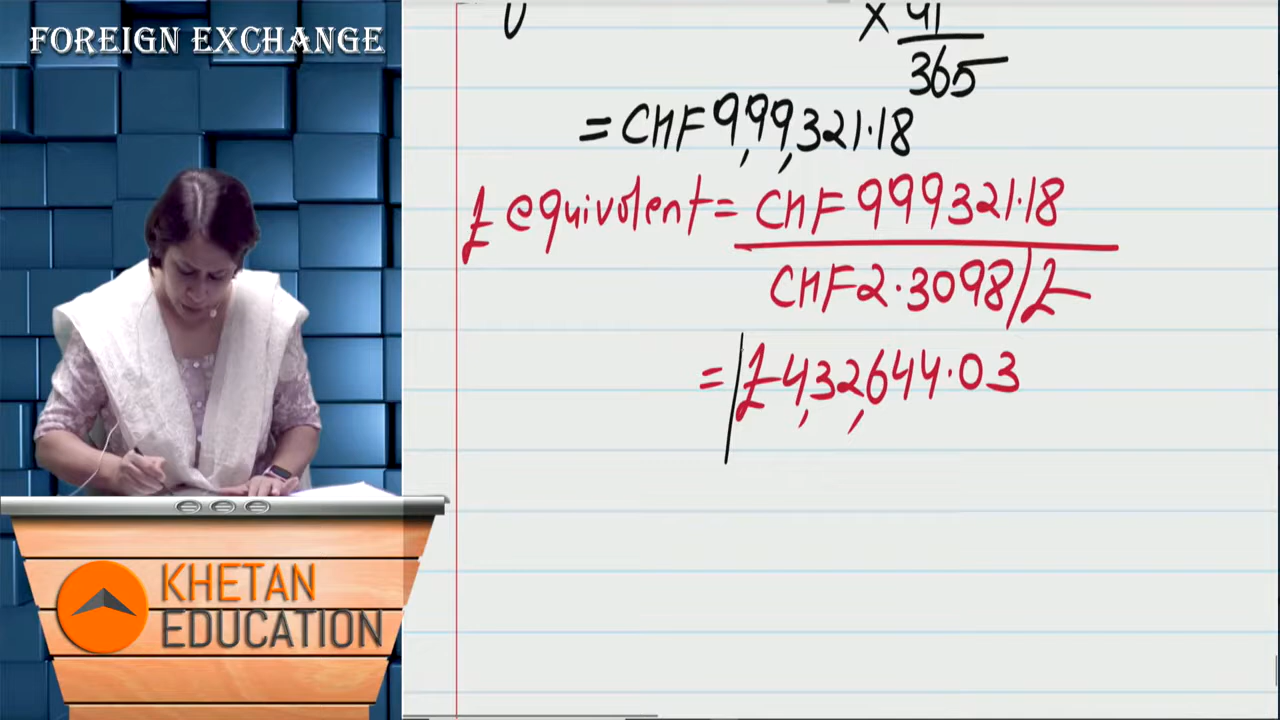 FOREIGN EXCHANGE
× 41
365
= CHF 9,99,321.18
£ equivalent = CHF 999321.18
CHF 2.3098/£
= £4,32,644.03
KHETAN
EDUCATION